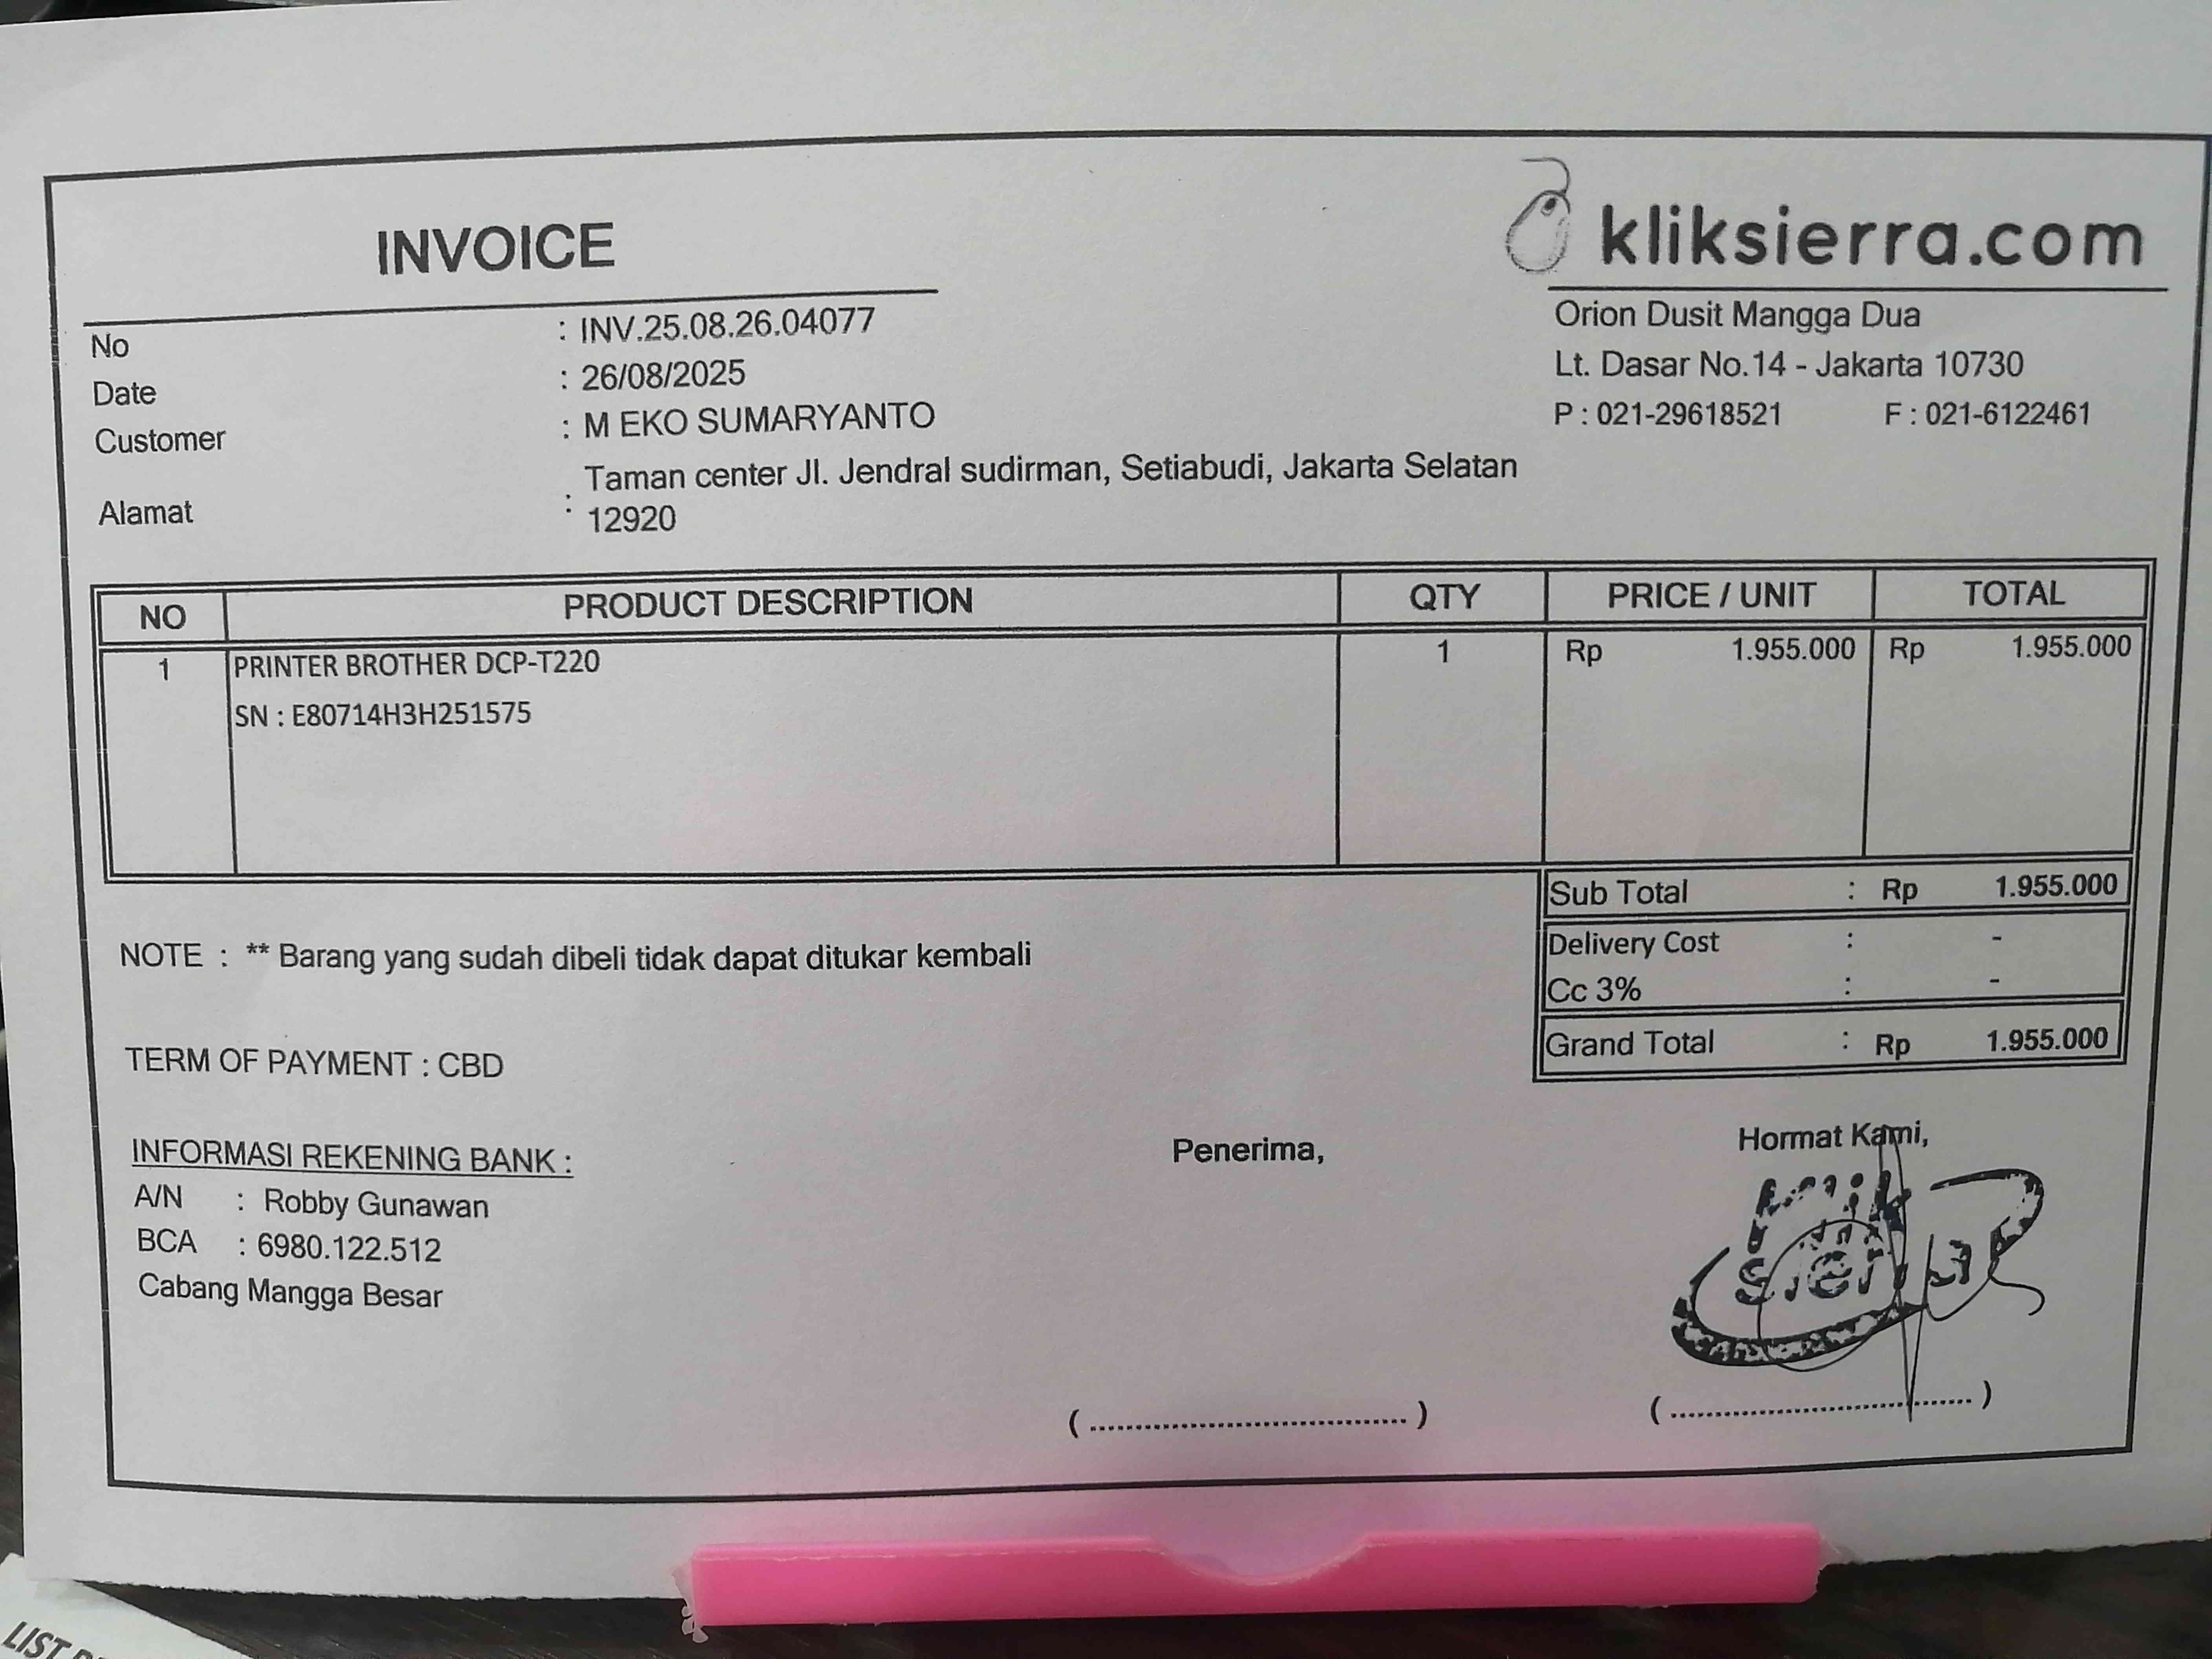 INVOICE
kliksierra.com
Orion Dusit Mangga Dua
Lt. Dasar No.14 - Jakarta 10730
P : 021-29618521 F : 021-6122461
No : INV.25.08.26.04077
Date : 26/08/2025
Customer : M EKO SUMARYANTO
Alamat : Taman center Jl. Jendral sudirman, Setiabudi, Jakarta Selatan
12920
NO PRODUCT DESCRIPTION QTY PRICE / UNIT TOTAL
1 PRINTER BROTHER DCP-T220 1 Rp 1.955.000 Rp 1.955.000
SN : E80714H3H251575
Sub Total : Rp 1.955.000
Delivery Cost : -
Cc 3% : -
Grand Total : Rp 1.955.000
NOTE : ** Barang yang sudah dibeli tidak dapat ditukar kembali
TERM OF PAYMENT : CBD
INFORMASI REKENING BANK :
A/N : Robby Gunawan
BCA : 6980.122.512
Cabang Mangga Besar
Penerima,
Hormat Kami,
klik
sierra
( ................................. )
( ................................. )
LIST